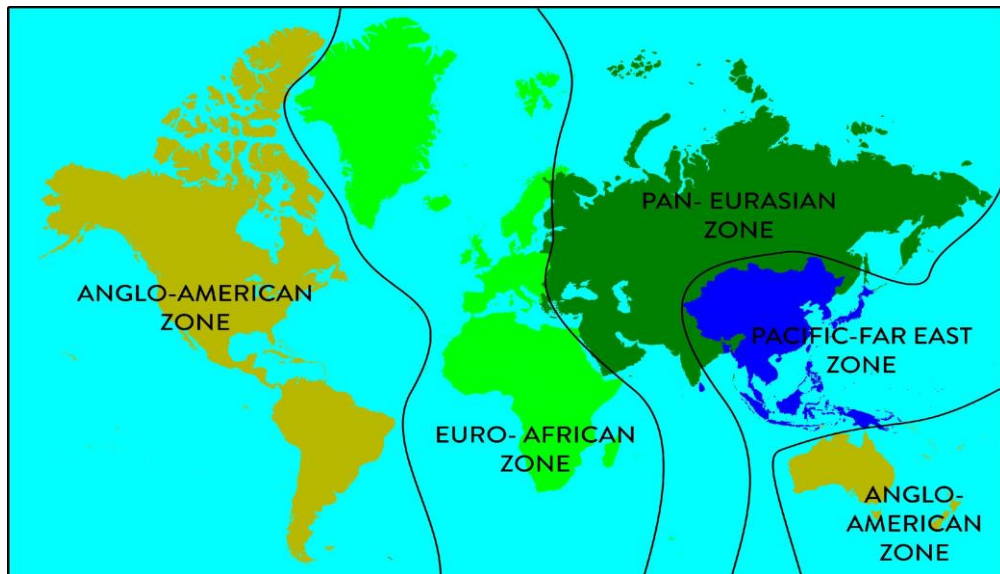 PAN- EURASIAN
ZONE
ANGLO-AMERICAN
ZONE
PACIFIC-FAR EAST
ZONE
EURO- AFRICAN
ZONE
ANGLO-
AMERICAN
ZONE